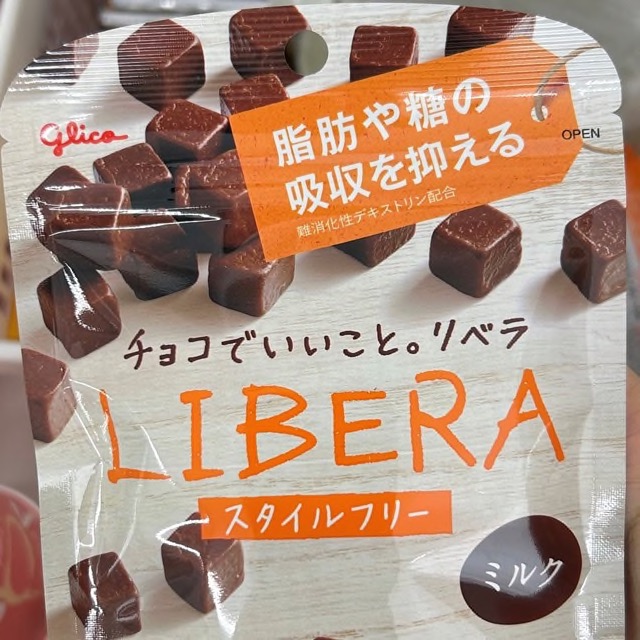 glico
脂肪や糖の
吸収を抑える
難消化性デキストリン配合
OPEN
チョコでいいこと。リベラ
LIBERA
スタイルフリー
ミルク